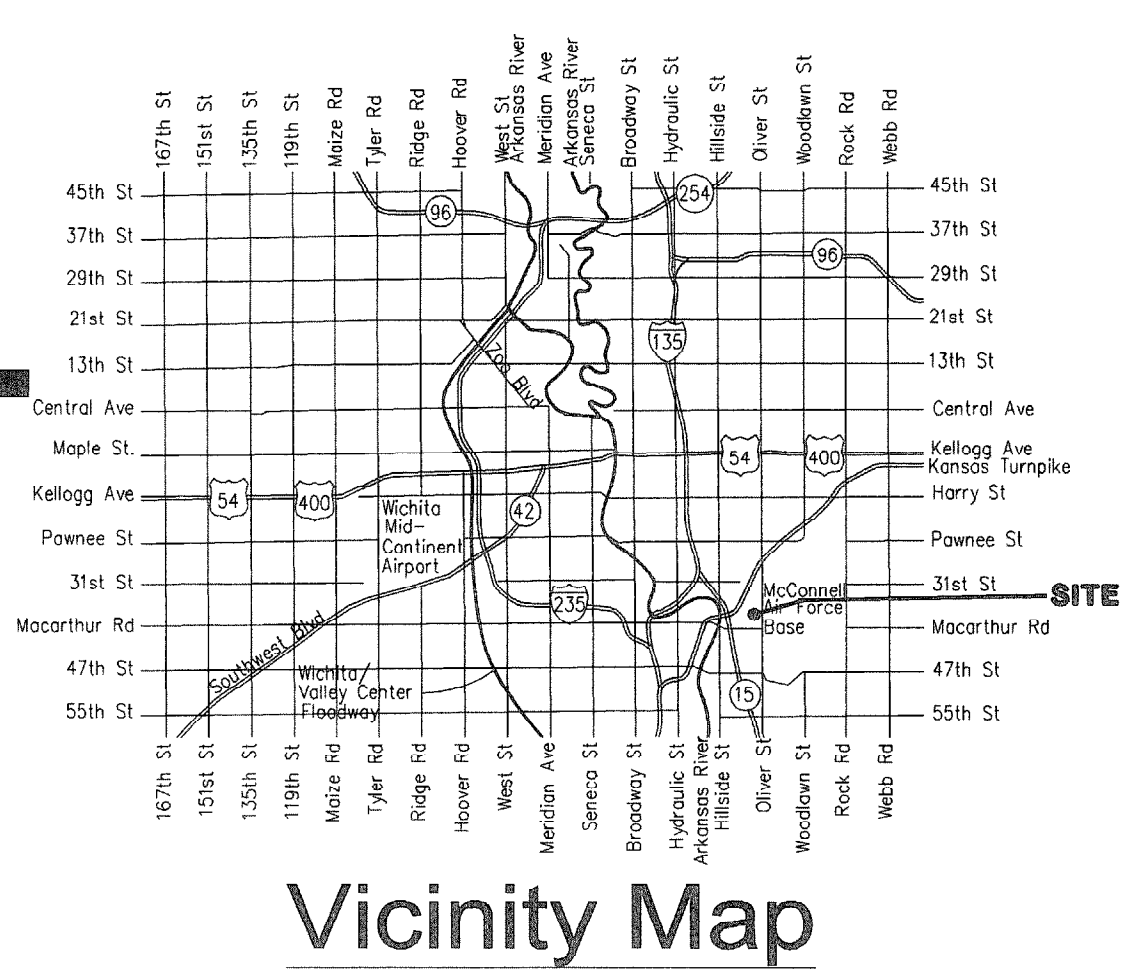 167th St
151st St
135th St
119th St
Maize Rd
Tyler Rd
Ridge Rd
Hoover Rd
West St
Arkansas River
Meridian Ave
Arkansas River
Seneca St
Broadway St
Hydraulic St
Hillside St
Oliver St
Woodlawn St
Rock Rd
Webb Rd
45th St
37th St
29th St
21st St
13th St
Central Ave
Maple St.
Kellogg Ave
Pawnee St
31st St
Macarthur Rd
47th St
55th St
96
254
96
135
Zoo Blvd
54
400
54
400
42
Wichita
Mid-
Continent
Airport
235
McConnell
Air Force
Base
Southwest Blvd
Wichita/
Valley Center
Floodway
15
45th St
37th St
29th St
21st St
13th St
Central Ave
Kellogg Ave
Kansas Turnpike
Harry St
Pawnee St
31st St
SITE
Macarthur Rd
47th St
55th St
167th St
151st St
135th St
119th St
Maize Rd
Tyler Rd
Ridge Rd
Hoover Rd
West St
Meridian Ave
Seneca St
Broadway St
Hydraulic St
Arkansas River
Hillside St
Oliver St
Woodlawn St
Rock Rd
Webb Rd
Vicinity Map